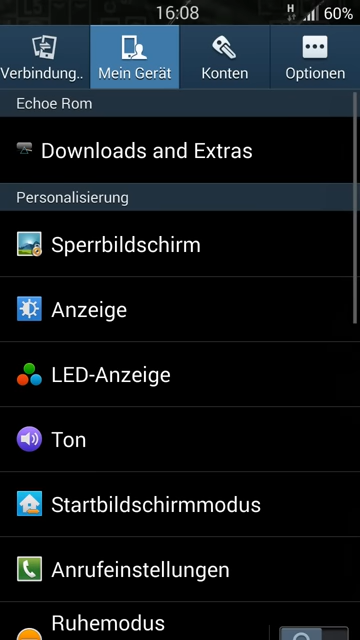 16:08
H
60%
Verbindung..
Mein Gerät
Konten
Optionen
Echoe Rom
Downloads and Extras
Personalisierung
Sperrbildschirm
Anzeige
LED-Anzeige
Ton
Startbildschirmmodus
Anrufeinstellungen
Ruhemodus